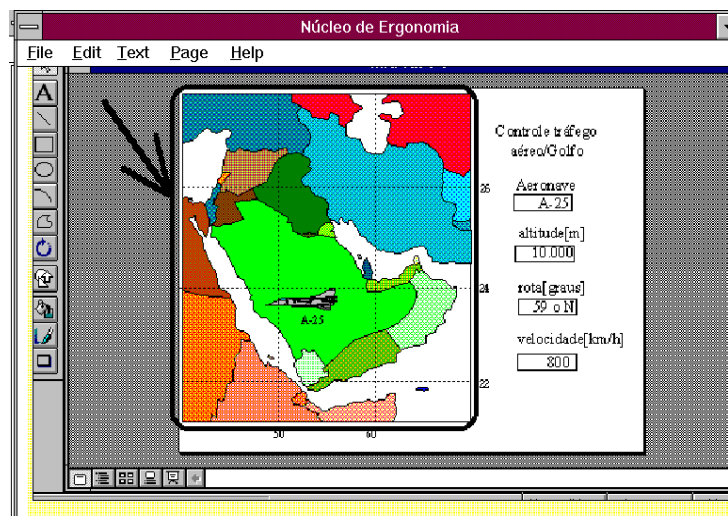 Núcleo de Ergonomia
File Edit Text Page Help
A
Controle tráfego
aéreo/Golfo
Aeronave
A-25
altitude[m]
10.000
rota[graus]
59 o N
velocidade[km/h]
800
26
24
22
A-25
50 60